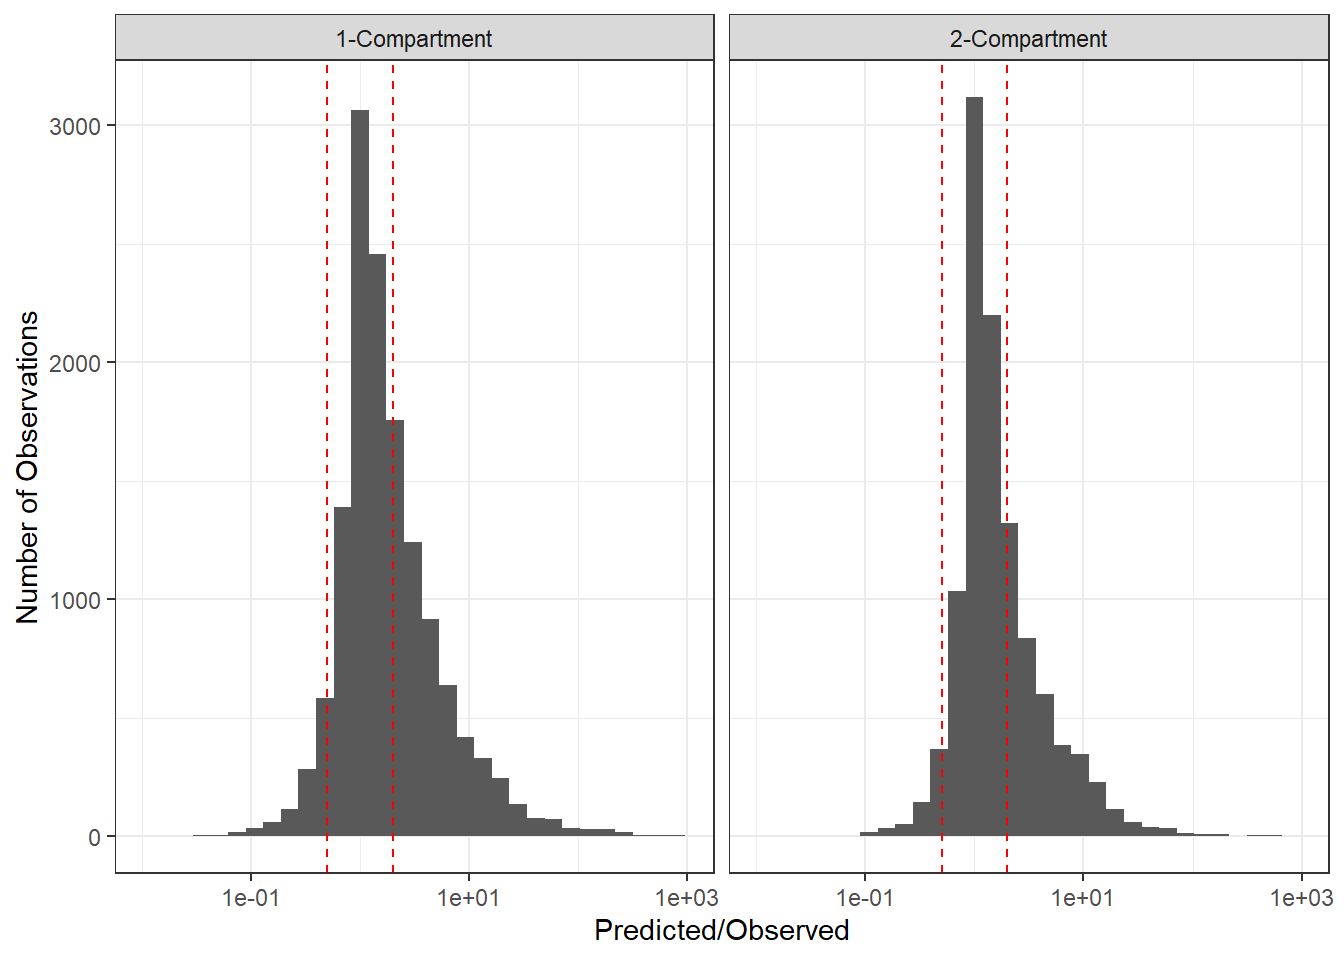 1-Compartment
2-Compartment
Number of Observations
3000
2000
1000
0
1e-01
1e+01
1e+03
1e-01
1e+01
1e+03
Predicted/Observed